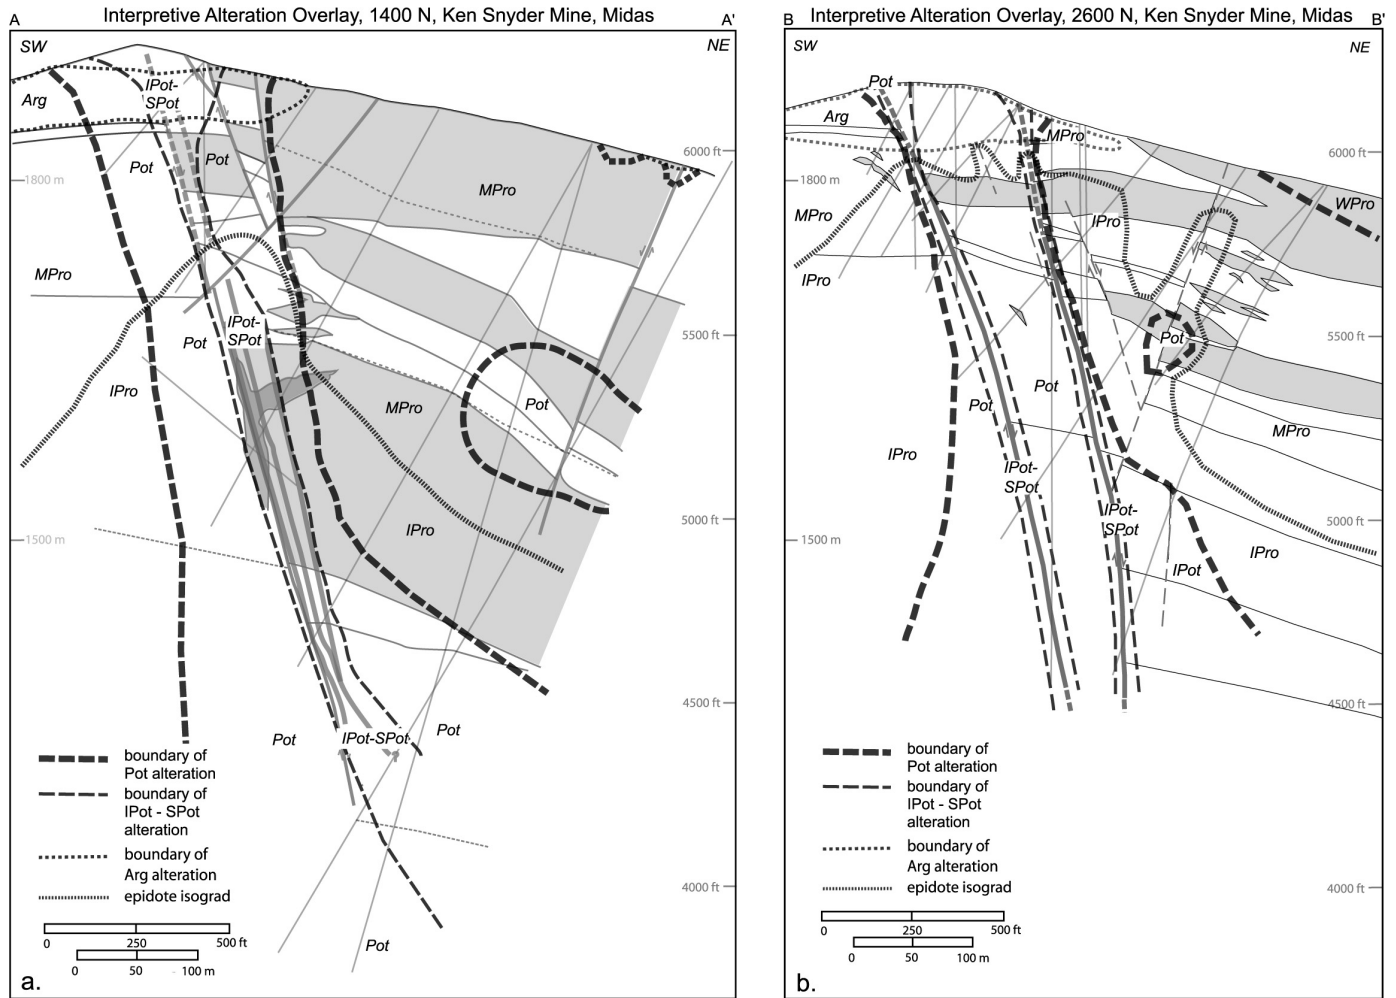 A
Interpretive Alteration Overlay, 1400 N, Ken Snyder Mine, Midas
A'
SW
NE
IPot-
SPot
Arg
Pot
Pot
6000 ft
1800 m
MPro
MPro
IPot-
SPot
Pot
5500 ft
IPro
MPro
Pot
IPro
5000 ft
1500 m
4500 ft
Pot
IPot-SPot
Pot
boundary of
Pot alteration
boundary of
IPot - SPot
alteration
boundary of
Arg alteration
epidote isograd
4000 ft
0
250
500 ft
0
50
100 m
Pot
a.
B
Interpretive Alteration Overlay, 2600 N, Ken Snyder Mine, Midas
B'
SW
NE
Pot
Arg
MPro
6000 ft
1800 m
WPro
MPro
IPro
IPro
5500 ft
Pot
Pot
Pot
MPro
IPro
IPot-
SPot
IPot-
SPot
5000 ft
1500 m
IPro
IPot
4500 ft
boundary of
Pot alteration
boundary of
IPot - SPot
alteration
boundary of
Arg alteration
epidote isograd
4000 ft
0
250
500 ft
0
50
100 m
b.